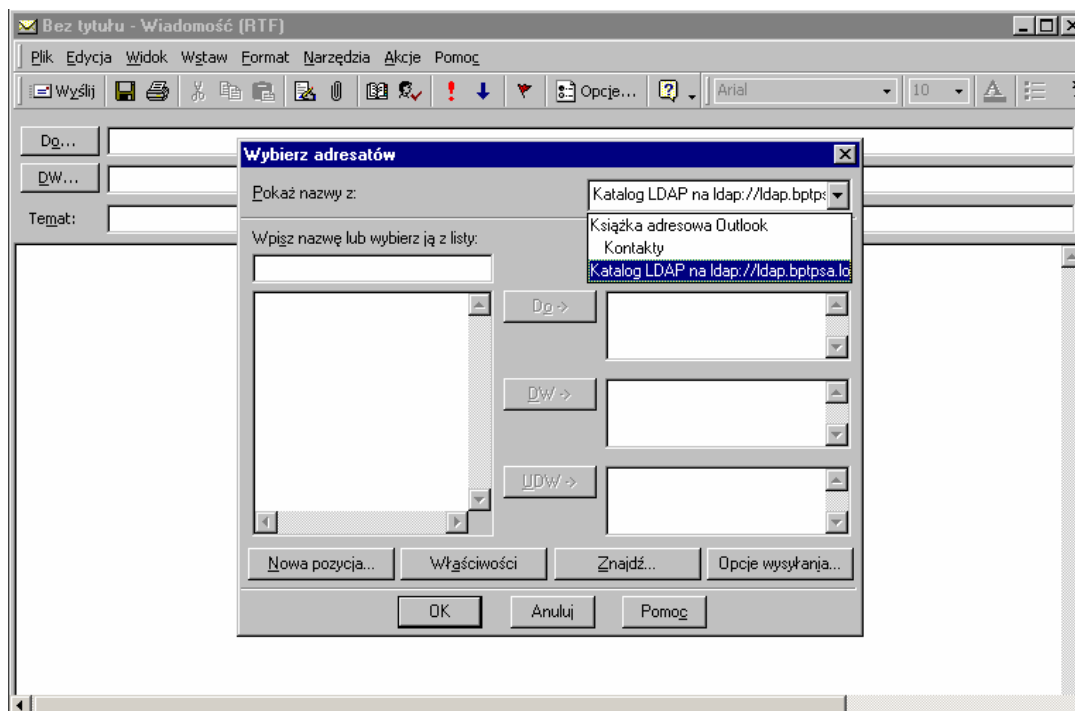 Bez tytułu - Wiadomość (RTF)
Plik Edycja Widok Wstaw Format Narzędzia Akcje Pomoc
Wyślij Opcje... Arial 10
Do...
DW...
Temat:
Wybierz adresatów
Pokaż nazwy z:
Katalog LDAP na ldap://ldap.bptps
Książka adresowa Outlook
Kontakty
Katalog LDAP na ldap://ldap.bptpsa.lo
Wpisz nazwę lub wybierz ją z listy:
Do ->
DW ->
UDW ->
Nowa pozycja... Właściwości Znajdź... Opcje wysyłania...
OK Anuluj Pomoc